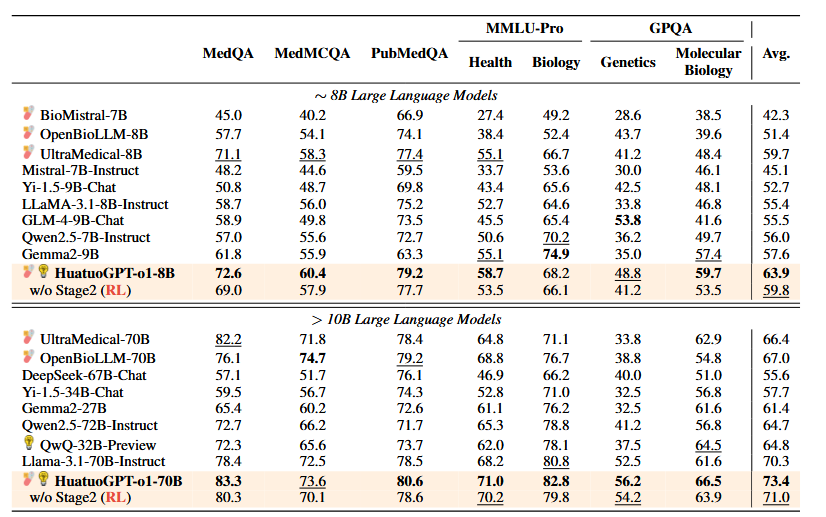 MMLU-Pro GPQA
MedQA MedMCQA PubMedQA Health Biology Genetics Molecular Biology Avg.
~ 8B Large Language Models
BioMistral-7B 45.0 40.2 66.9 27.4 49.2 28.6 38.5 42.3
OpenBioLLM-8B 57.7 54.1 74.1 38.4 52.4 43.7 39.6 51.4
UltraMedical-8B 71.1 58.3 77.4 55.1 66.7 41.2 48.4 59.7
Mistral-7B-Instruct 48.2 44.6 59.5 33.7 53.6 30.0 46.1 45.1
Yi-1.5-9B-Chat 50.8 48.7 69.8 43.4 65.6 42.5 48.1 52.7
LLaMA-3.1-8B-Instruct 58.7 56.0 75.2 52.7 64.6 33.8 46.8 55.4
GLM-4-9B-Chat 58.9 49.8 73.5 45.5 65.4 53.8 41.6 55.5
Qwen2.5-7B-Instruct 57.0 55.6 72.7 50.6 70.2 36.2 49.7 56.0
Gemma2-9B 61.8 55.9 63.3 55.1 74.9 35.0 57.4 57.6
HuatuoGPT-o1-8B 72.6 60.4 79.2 58.7 68.2 48.8 59.7 63.9
w/o Stage2 (RL) 69.0 57.9 77.7 53.5 66.1 41.2 53.5 59.8
> 10B Large Language Models
UltraMedical-70B 82.2 71.8 78.4 64.8 71.1 33.8 62.9 66.4
OpenBioLLM-70B 76.1 74.7 79.2 68.8 76.7 38.8 54.8 67.0
DeepSeek-67B-Chat 57.1 51.7 76.1 46.9 66.2 40.0 51.0 55.6
Yi-1.5-34B-Chat 59.5 56.7 74.3 52.8 71.0 32.5 56.8 57.7
Gemma2-27B 65.4 60.2 72.6 61.1 76.2 32.5 61.6 61.4
Qwen2.5-72B-Instruct 72.7 66.2 71.7 65.3 78.8 41.2 56.8 64.7
QwQ-32B-Preview 72.3 65.6 73.7 62.0 78.1 37.5 64.5 64.8
Llama-3.1-70B-Instruct 78.4 72.5 78.5 68.2 80.8 52.5 61.6 70.3
HuatuoGPT-o1-70B 83.3 73.6 80.6 71.0 82.8 56.2 66.5 73.4
w/o Stage2 (RL) 80.3 70.1 78.6 70.2 79.8 54.2 63.9 71.0